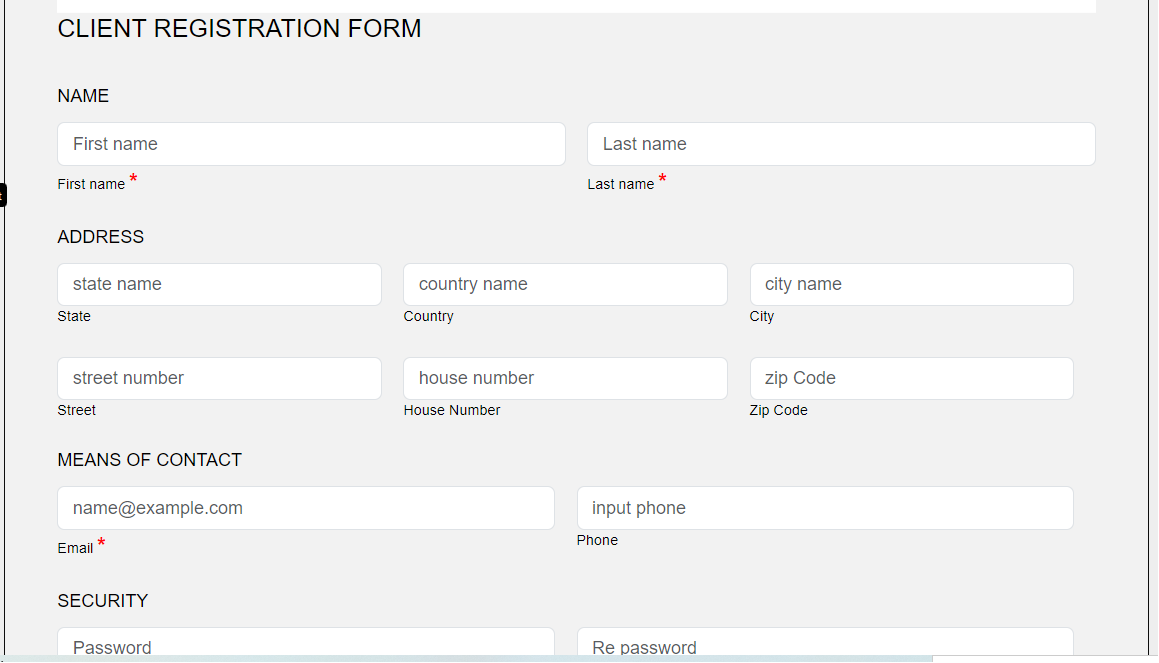 CLIENT REGISTRATION FORM
NAME
First name Last name
First name * Last name *
ADDRESS
state name country name city name
State Country City
street number house number zip Code
Street House Number Zip Code
MEANS OF CONTACT
name@example.com input phone
Email * Phone
SECURITY
Password Re password